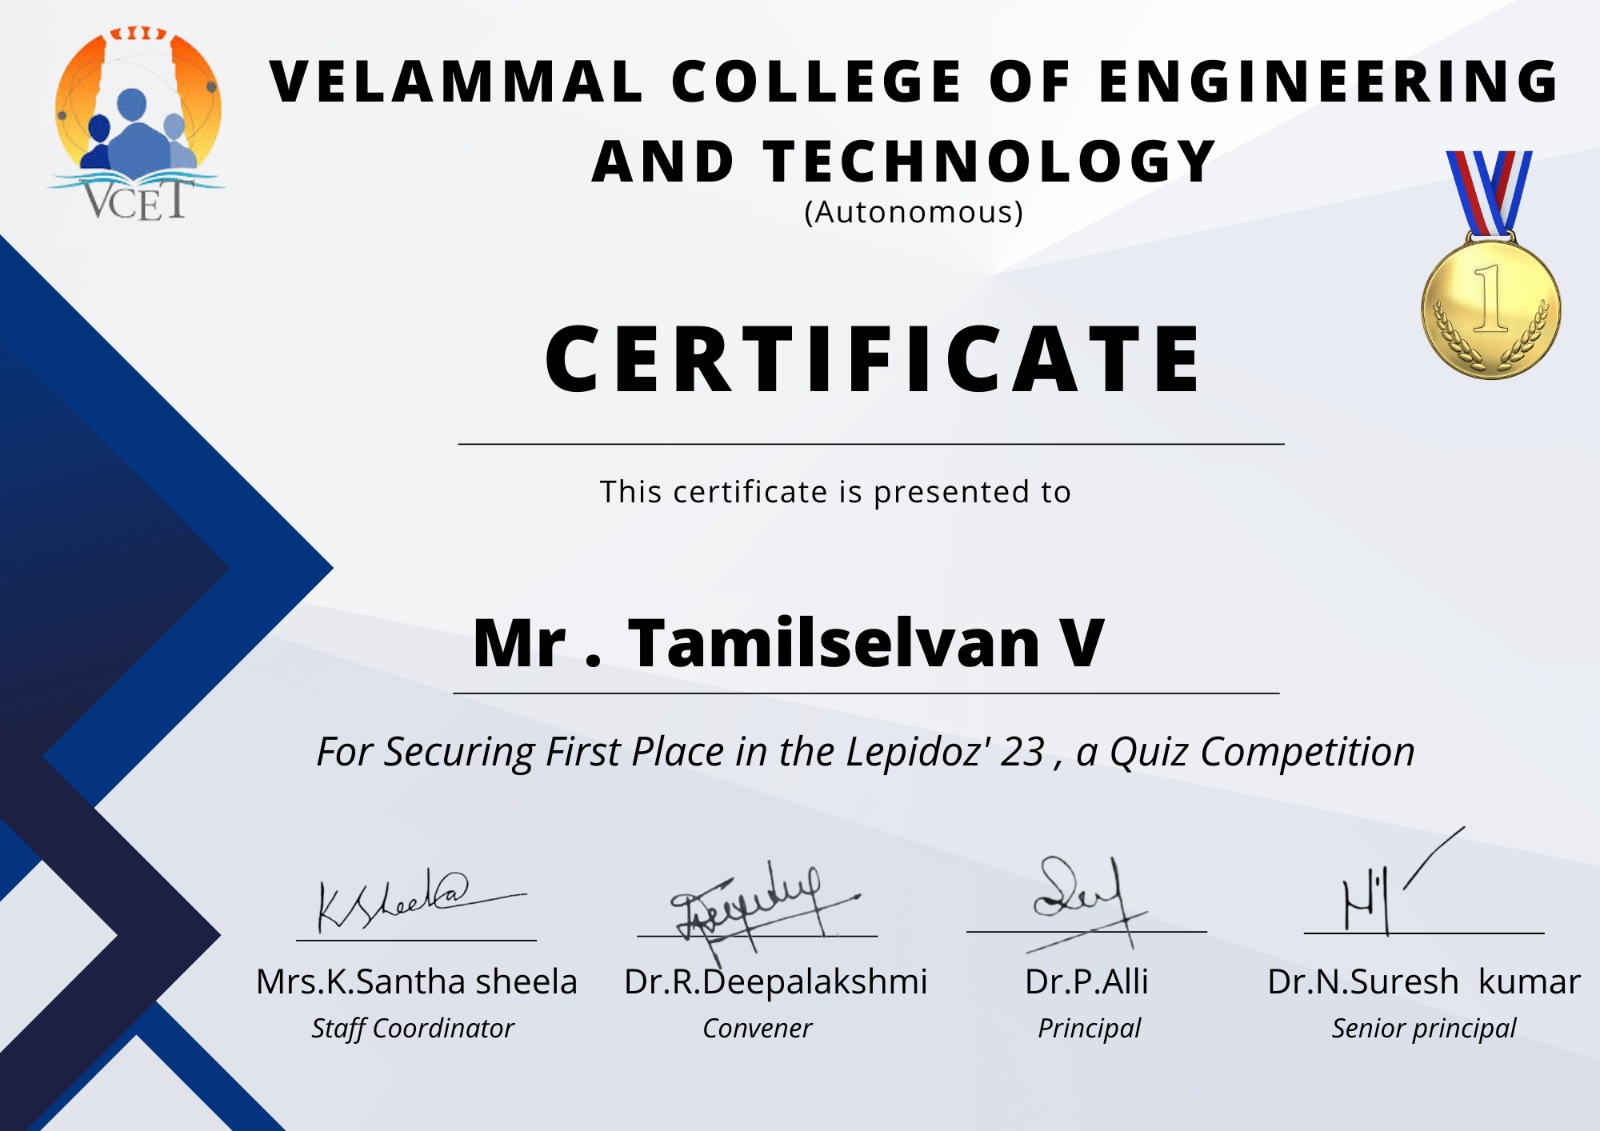 VCET
VELAMMAL COLLEGE OF ENGINEERING
AND TECHNOLOGY
(Autonomous)
1
CERTIFICATE
This certificate is presented to
Mr . Tamilselvan V
For Securing First Place in the Lepidoz' 23 , a Quiz Competition
K Sheela
Mrs.K.Santha sheela Dr.R.Deepalakshmi Dr.P.Alli Dr.N.Suresh kumar
Staff Coordinator Convener Principal Senior principal